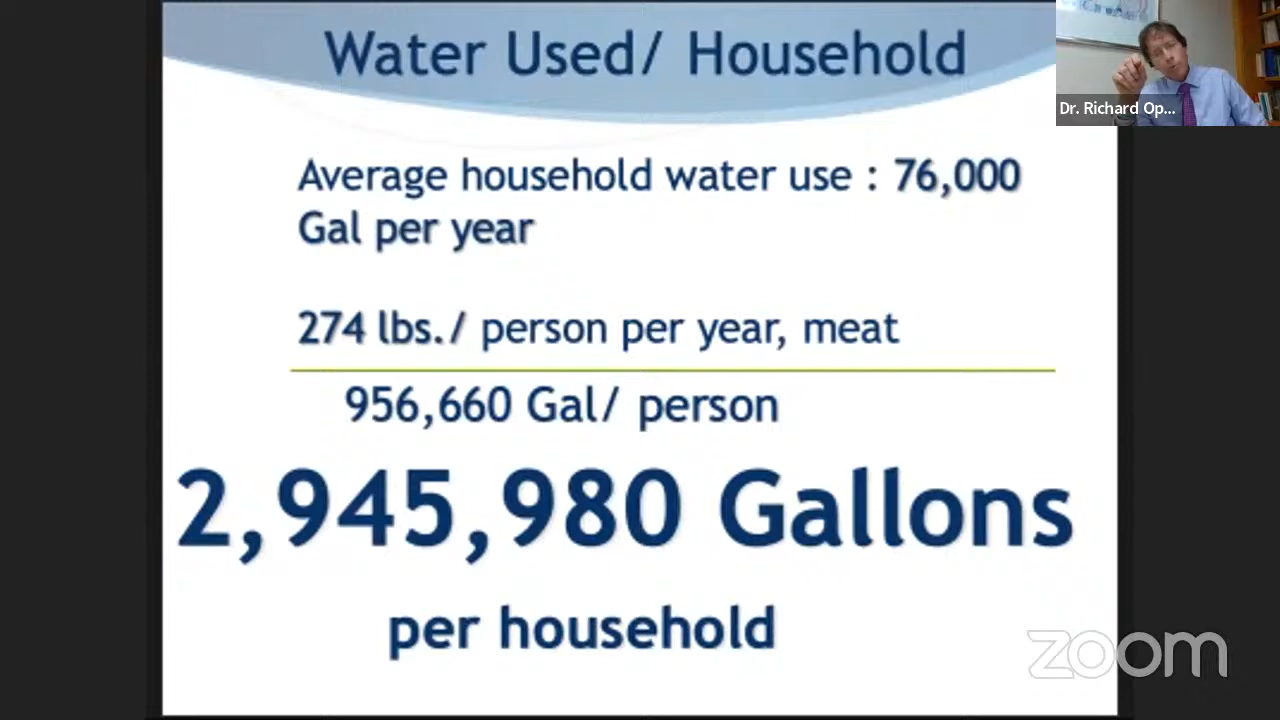 Water Used/ Household
Dr. Richard Op...
Average household water use : 76,000
Gal per year
274 lbs./ person per year, meat
956,660 Gal/ person
2,945,980 Gallons
per household
zoom